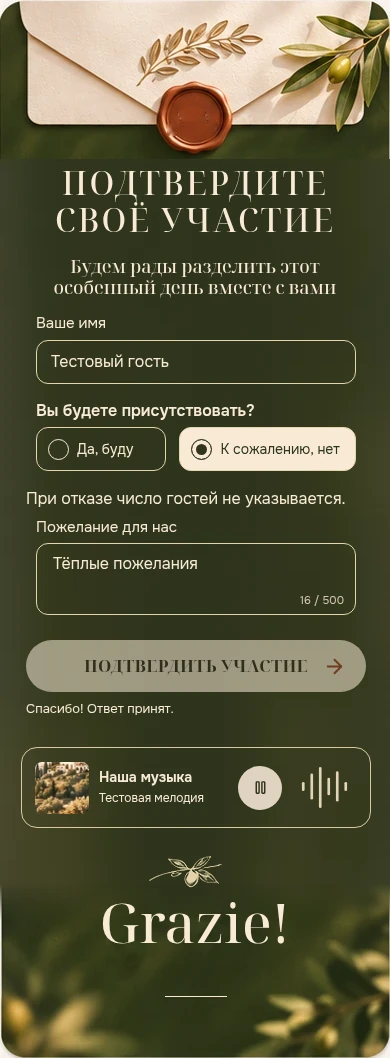 ПОДТВЕРДИТЕ
СВОЁ УЧАСТИЕ
Будем рады разделить этот
особенный день вместе с вами
Ваше имя
Тестовый гость
Вы будете присутствовать?
Да, буду
К сожалению, нет
При отказе число гостей не указывается.
Пожелание для нас
Тёплые пожелания
16 / 500
ПОДТВЕРДИТЬ УЧАСТИЕ
Спасибо! Ответ принят.
Наша музыка
Тестовая мелодия
Grazie!